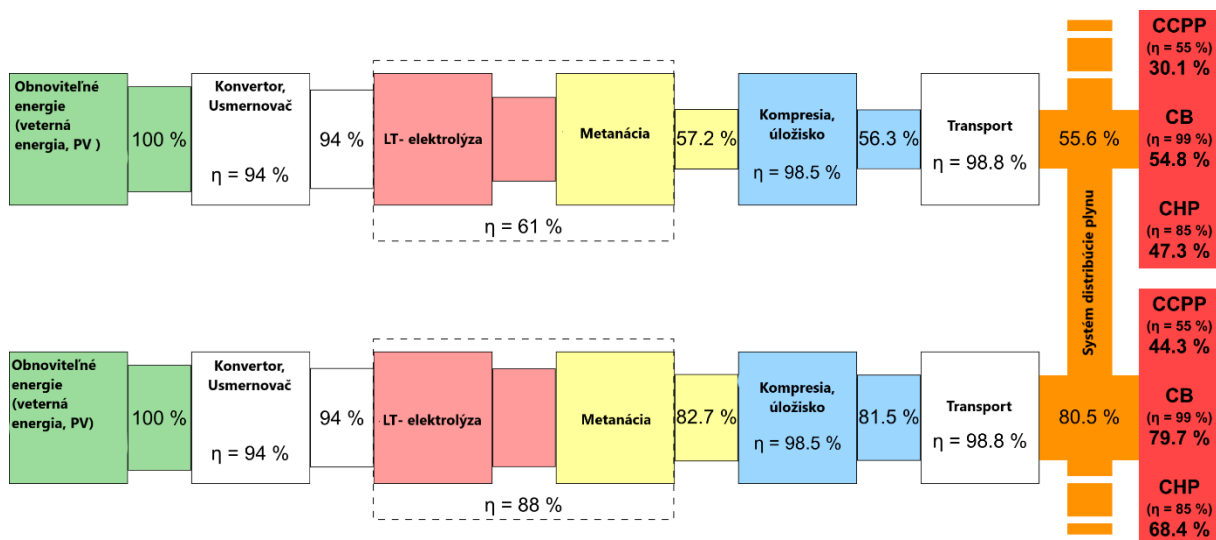 Obnoviteľné
energie
(veterná
energia, PV )
100 %
Konvertor,
Usmernovač
η = 94 %
94 %
LT- elektrolýza
Metanácia
η = 61 %
57.2 %
Kompresia,
úložisko
η = 98.5 %
56.3 %
Transport
η = 98.8 %
55.6 %
CCPP
(η = 55 %)
30.1 %
CB
(η = 99 %)
54.8 %
CHP
(η = 85 %)
47.3 %
Systém distribúcie plynu
Obnoviteľné
energie
(veterná
energia, PV)
100 %
Konvertor,
Usmernovač
η = 94 %
94 %
LT- elektrolýza
Metanácia
η = 88 %
82.7 %
Kompresia,
úložisko
η = 98.5 %
81.5 %
Transport
η = 98.8 %
80.5 %
CCPP
(η = 55 %)
44.3 %
CB
(η = 99 %)
79.7 %
CHP
(η = 85 %)
68.4 %